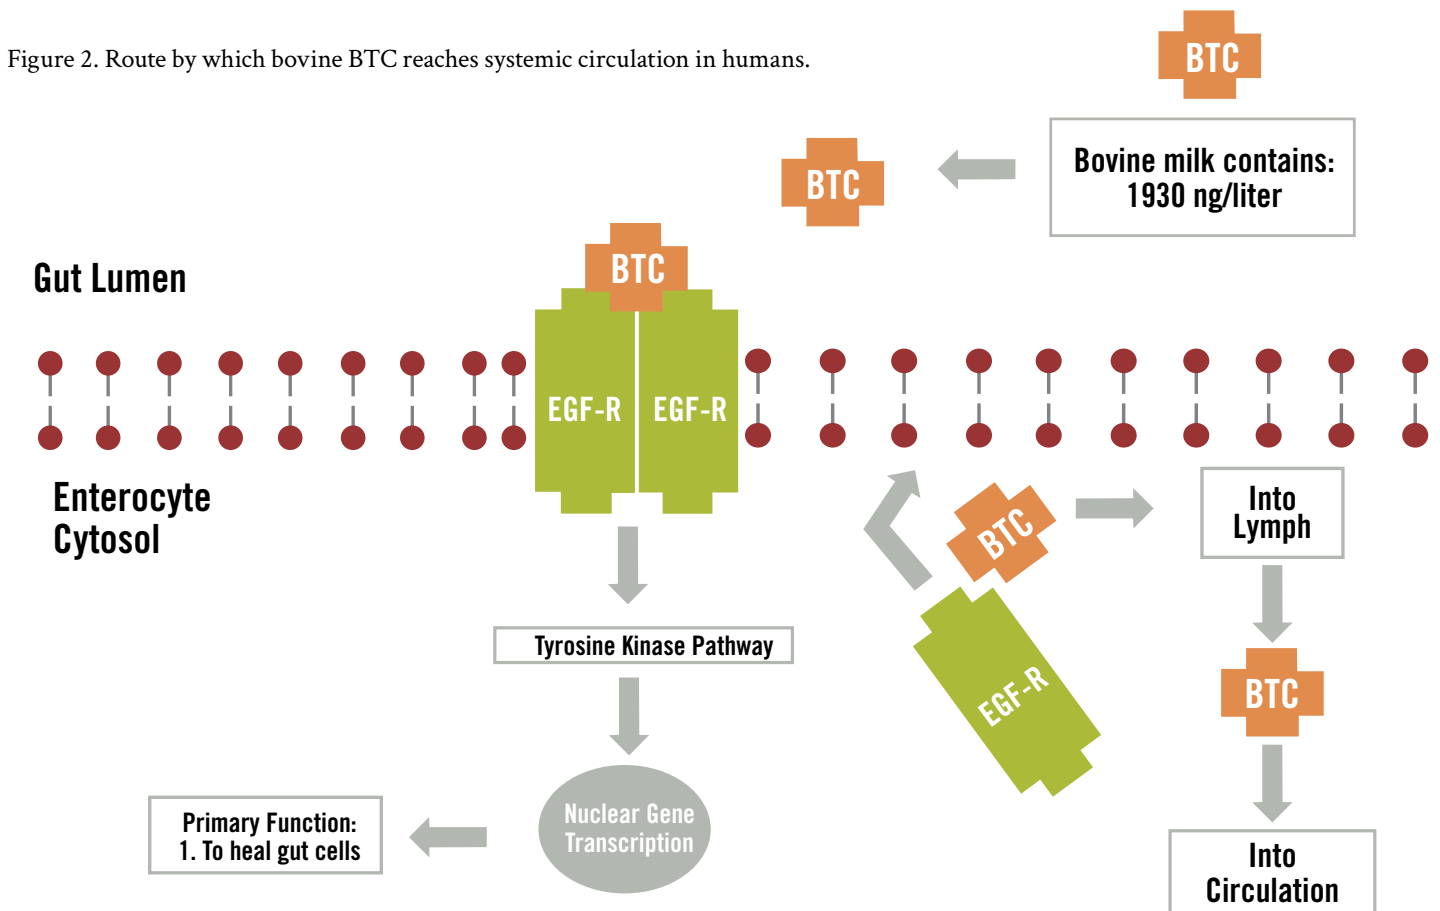 Figure 2. Route by which bovine BTC reaches systemic circulation in humans.
BTC
Bovine milk contains:
1930 ng/liter
BTC
BTC
Gut Lumen
EGF-R
EGF-R
Enterocyte
Cytosol
BTC
Into
Lymph
Tyrosine Kinase Pathway
EGF-R
BTC
Nuclear Gene
Transcription
Primary Function:
1. To heal gut cells
Into
Circulation